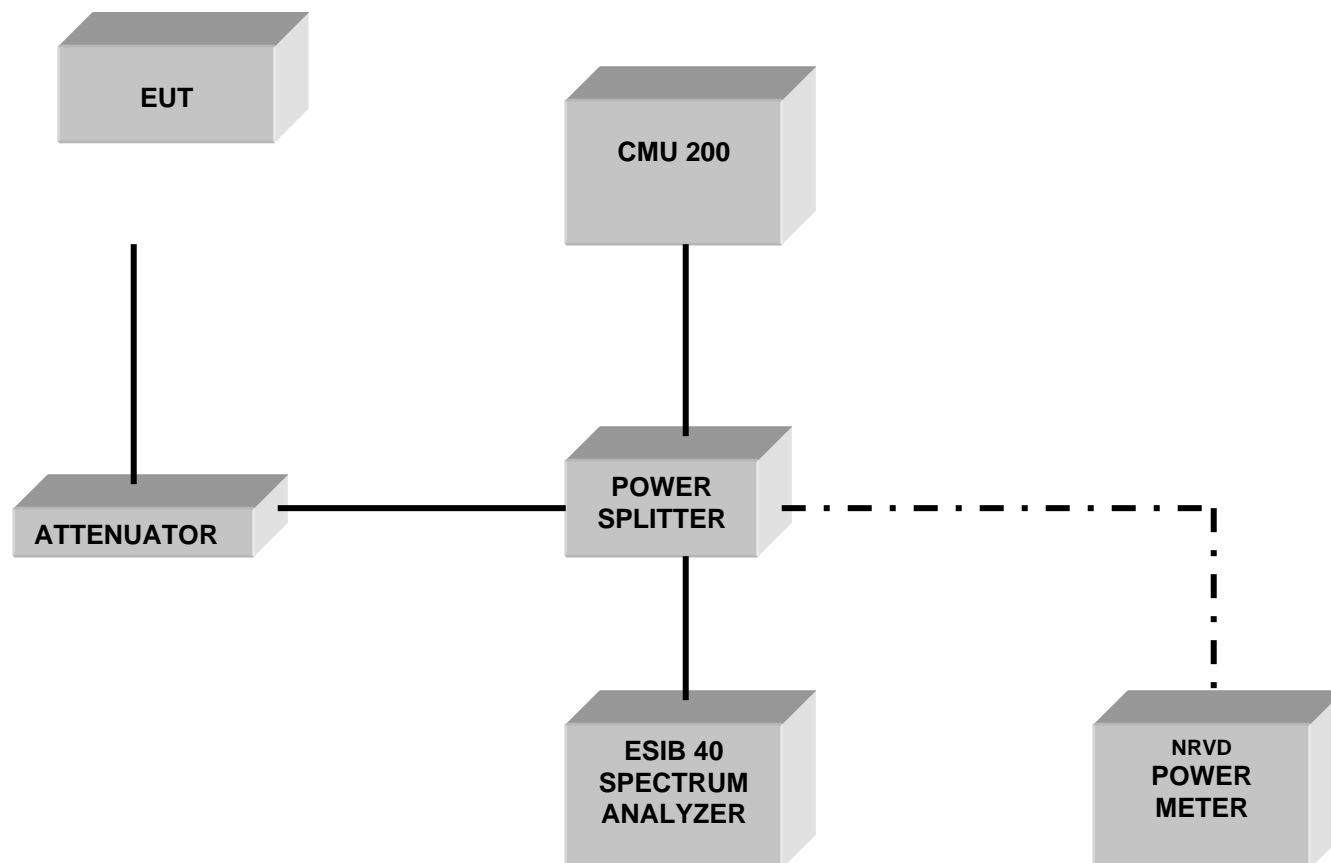 EUT
CMU 200
POWER
SPLITTER
ATTENUATOR
ESIB 40
SPECTRUM
ANALYZER
NRVD
POWER
METER